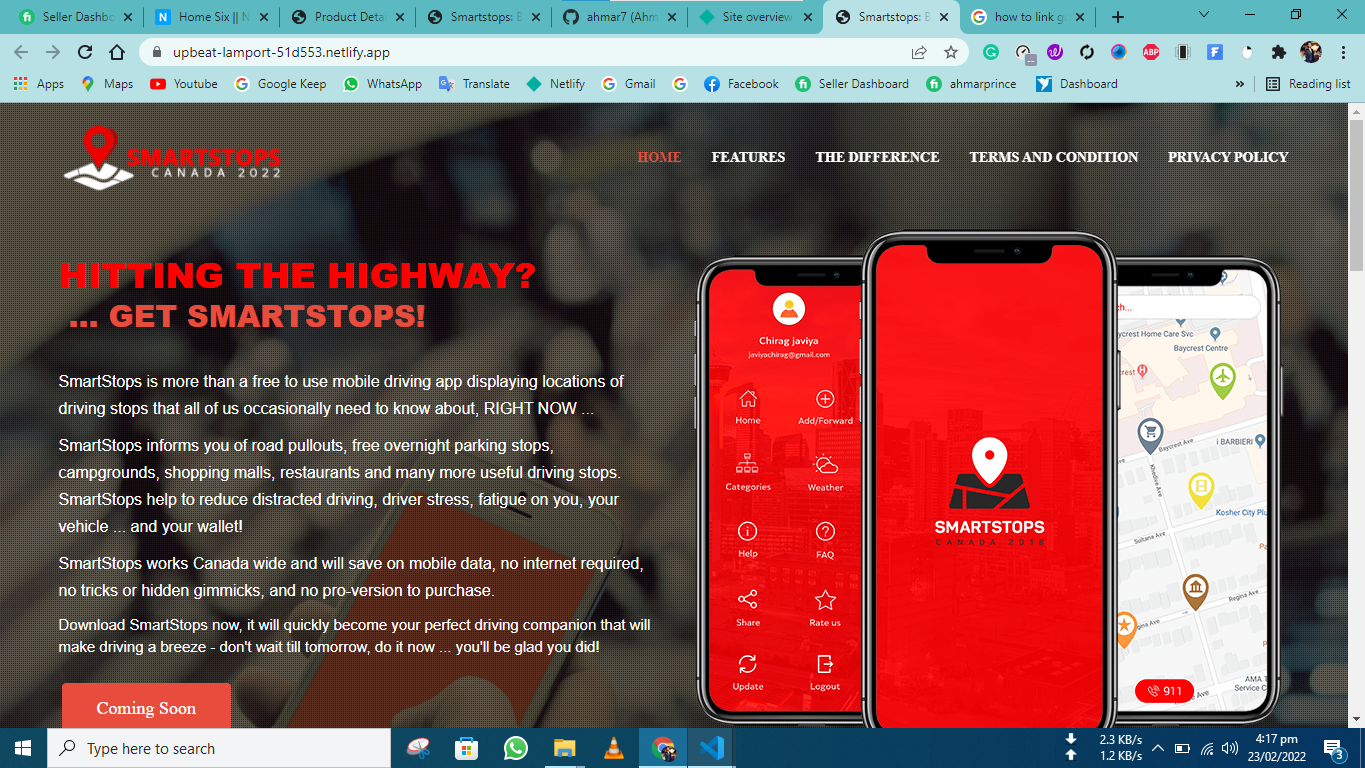 Seller Dashbo
Home Six || N
Product Detai
Smartstops: B
ahmar7 (Ahm
Site overview
Smartstops: B
how to link g
upbeat-lamport-51d553.netlify.app
ABP
Apps
Maps
Youtube
Google Keep
WhatsApp
Translate
Netlify
Gmail
Facebook
Seller Dashboard
ahmarprince
Dashboard
»
Reading list
SMARTSTOPS
CANADA 2022
HOME
FEATURES
THE DIFFERENCE
TERMS AND CONDITION
PRIVACY POLICY
HITTING THE HIGHWAY?
... GET SMARTSTOPS!
SmartStops is more than a free to use mobile driving app displaying locations of
driving stops that all of us occasionally need to know about, RIGHT NOW ...
SmartStops informs you of road pullouts, free overnight parking stops,
campgrounds, shopping malls, restaurants and many more useful driving stops.
SmartStops help to reduce distracted driving, driver stress, fatigue on you, your
vehicle ... and your wallet!
SmartStops works Canada wide and will save on mobile data, no internet required,
no tricks or hidden gimmicks, and no pro-version to purchase.
Download SmartStops now, it will quickly become your perfect driving companion that will
make driving a breeze - don't wait till tomorrow, do it now ... you'll be glad you did!
Coming Soon
Chirag javiya
javiyachirag@gmail.com
Home
Add/Forward
Categories
Weather
Help
FAQ
Share
Rate us
Update
Logout
SMARTSTOPS
CANADA 2018
ch...
Baycrest Home Care Svc
Baycrest Centre
crest
Baycrest Ave
i BARBIERI
Khedive Ave
Kosher City Plu
Sultana Ave
Regina Ave
gina Ave
AMA T
Service C
911
Type here to search
2.3 KB/s
1.2 KB/s
4:17 pm
23/02/2022
3